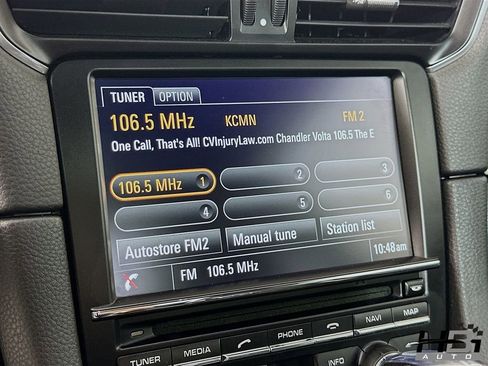 TUNER OPTION
106.5 MHz KCMN FM 2
One Call, That's All! CVInjuryLaw.com Chandler Volta 106.5 The E
106.5 MHz 1 2 3
4 5 6
Autostore FM2 Manual tune Station list
FM 106.5 MHz 10:48am
TUNER MEDIA PHONE NAVI MAP
INFO
H51
AUTO